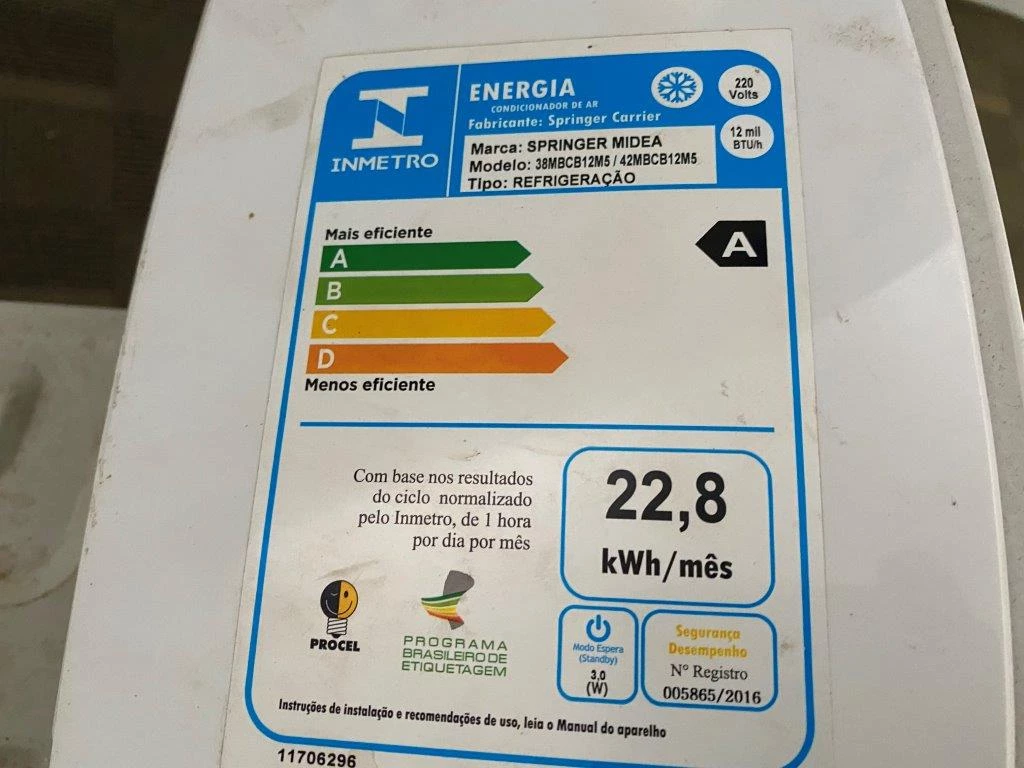 INMETRO
ENERGIA
CONDICIONADOR DE AR
Fabricante: Springer Carrier
220
Volts
12 mil
BTU/h
Marca: SPRINGER MIDEA
Modelo: 38MBCB12M5 / 42MBCB12M5
Tipo: REFRIGERAÇÃO
Mais eficiente
A
A
B
C
D
Menos eficiente
Com base nos resultados
do ciclo normalizado
pelo Inmetro, de 1 hora
por dia por mês
22,8
kWh/mês
PROCEL
PROGRAMA
BRASILEIRO DE
ETIQUETAGEM
Modo Espera
(Standby)
3,0
(W)
Segurança
Desempenho
N° Registro
005865/2016
Instruções de instalação e recomendações de uso, leia o Manual do aparelho
11706296